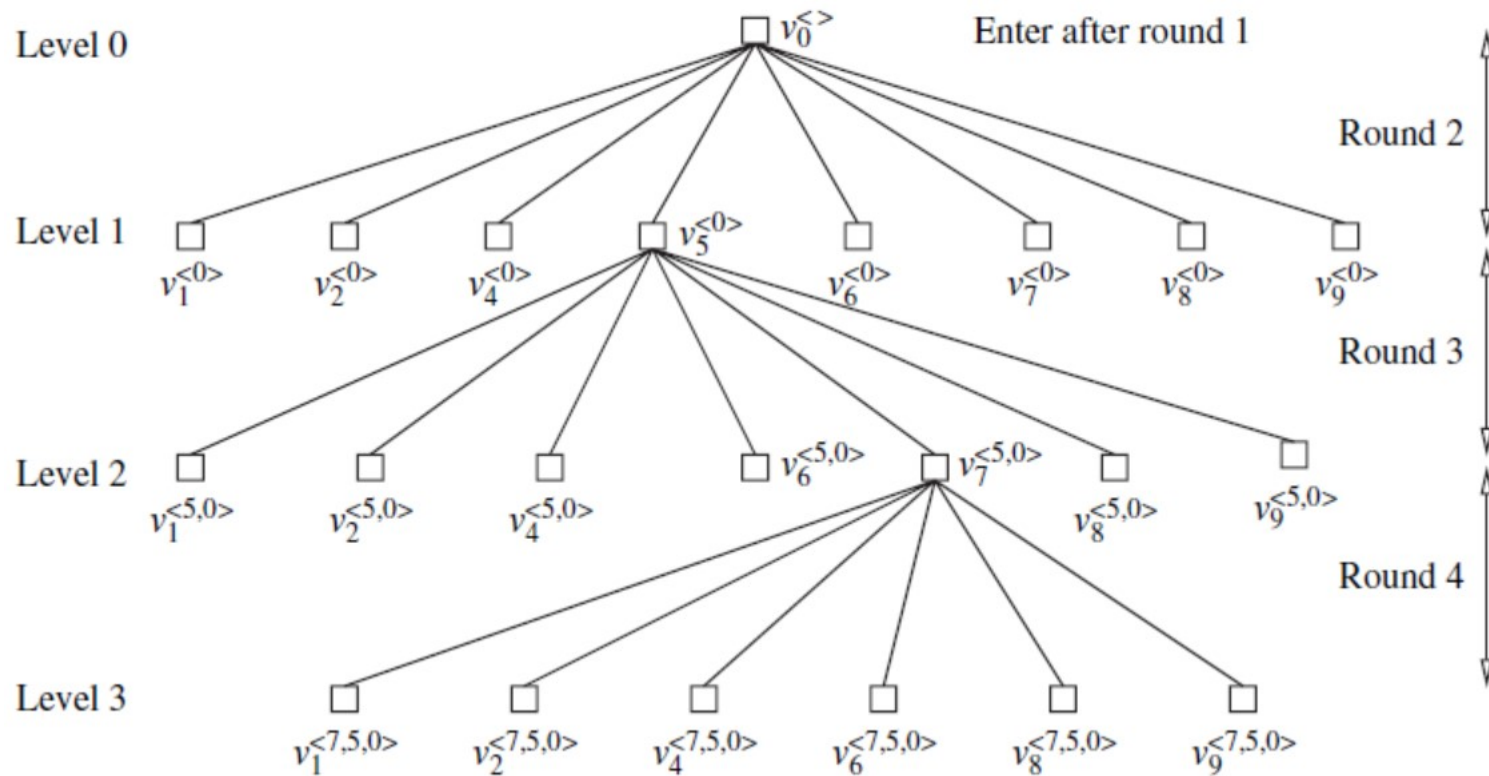 Level 0 v_0^{< >} Enter after round 1
Round 2
Level 1 v_5^{<0>}
v_1^{<0>} v_2^{<0>} v_4^{<0>} v_6^{<0>} v_7^{<0>} v_8^{<0>} v_9^{<0>}
Round 3
Level 2 v_6^{<5,0>} v_7^{<5,0>}
v_1^{<5,0>} v_2^{<5,0>} v_4^{<5,0>} v_8^{<5,0>} v_9^{<5,0>}
Round 4
Level 3
v_1^{<7,5,0>} v_2^{<7,5,0>} v_4^{<7,5,0>} v_6^{<7,5,0>} v_8^{<7,5,0>} v_9^{<7,5,0>}